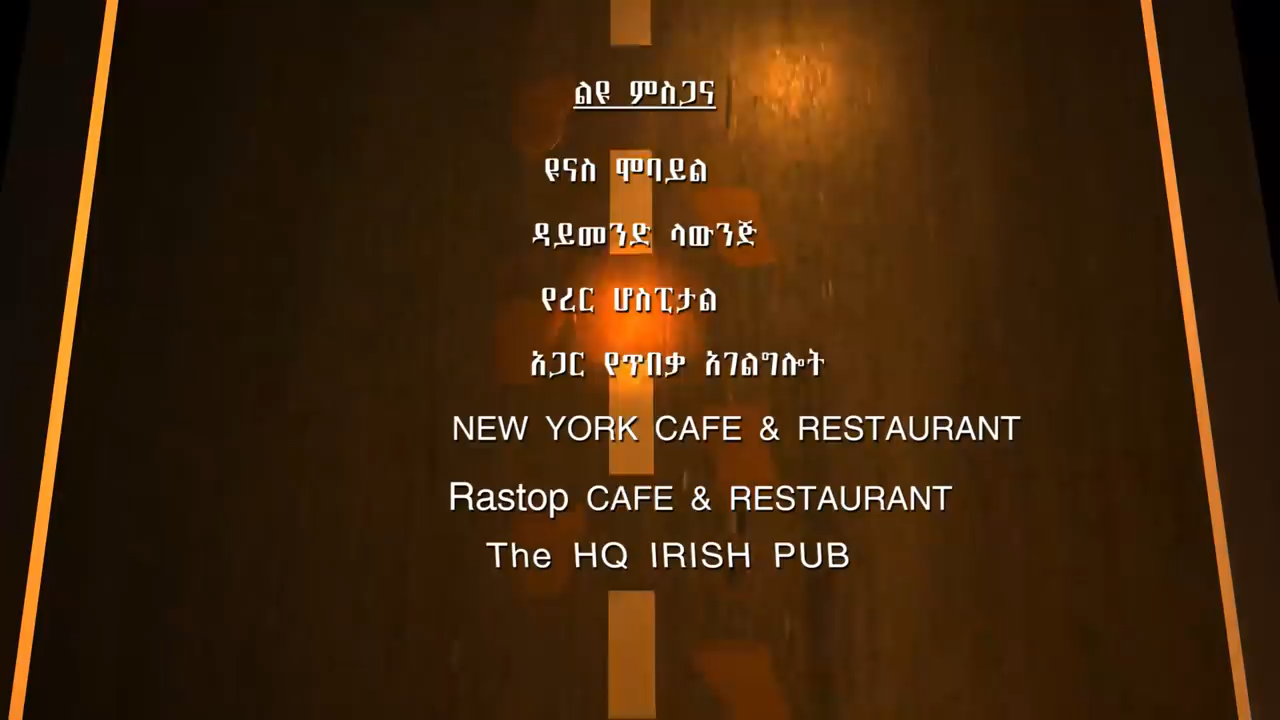 ልዩ ምስጋና
ዩናስ ሞባይል
ዳይመንድ ላውንጅ
የረር ሆስፒታል
አጋር የጥበቃ አገልግሎት
NEW YORK CAFE & RESTAURANT
Rastop CAFE & RESTAURANT
The HQ IRISH PUB